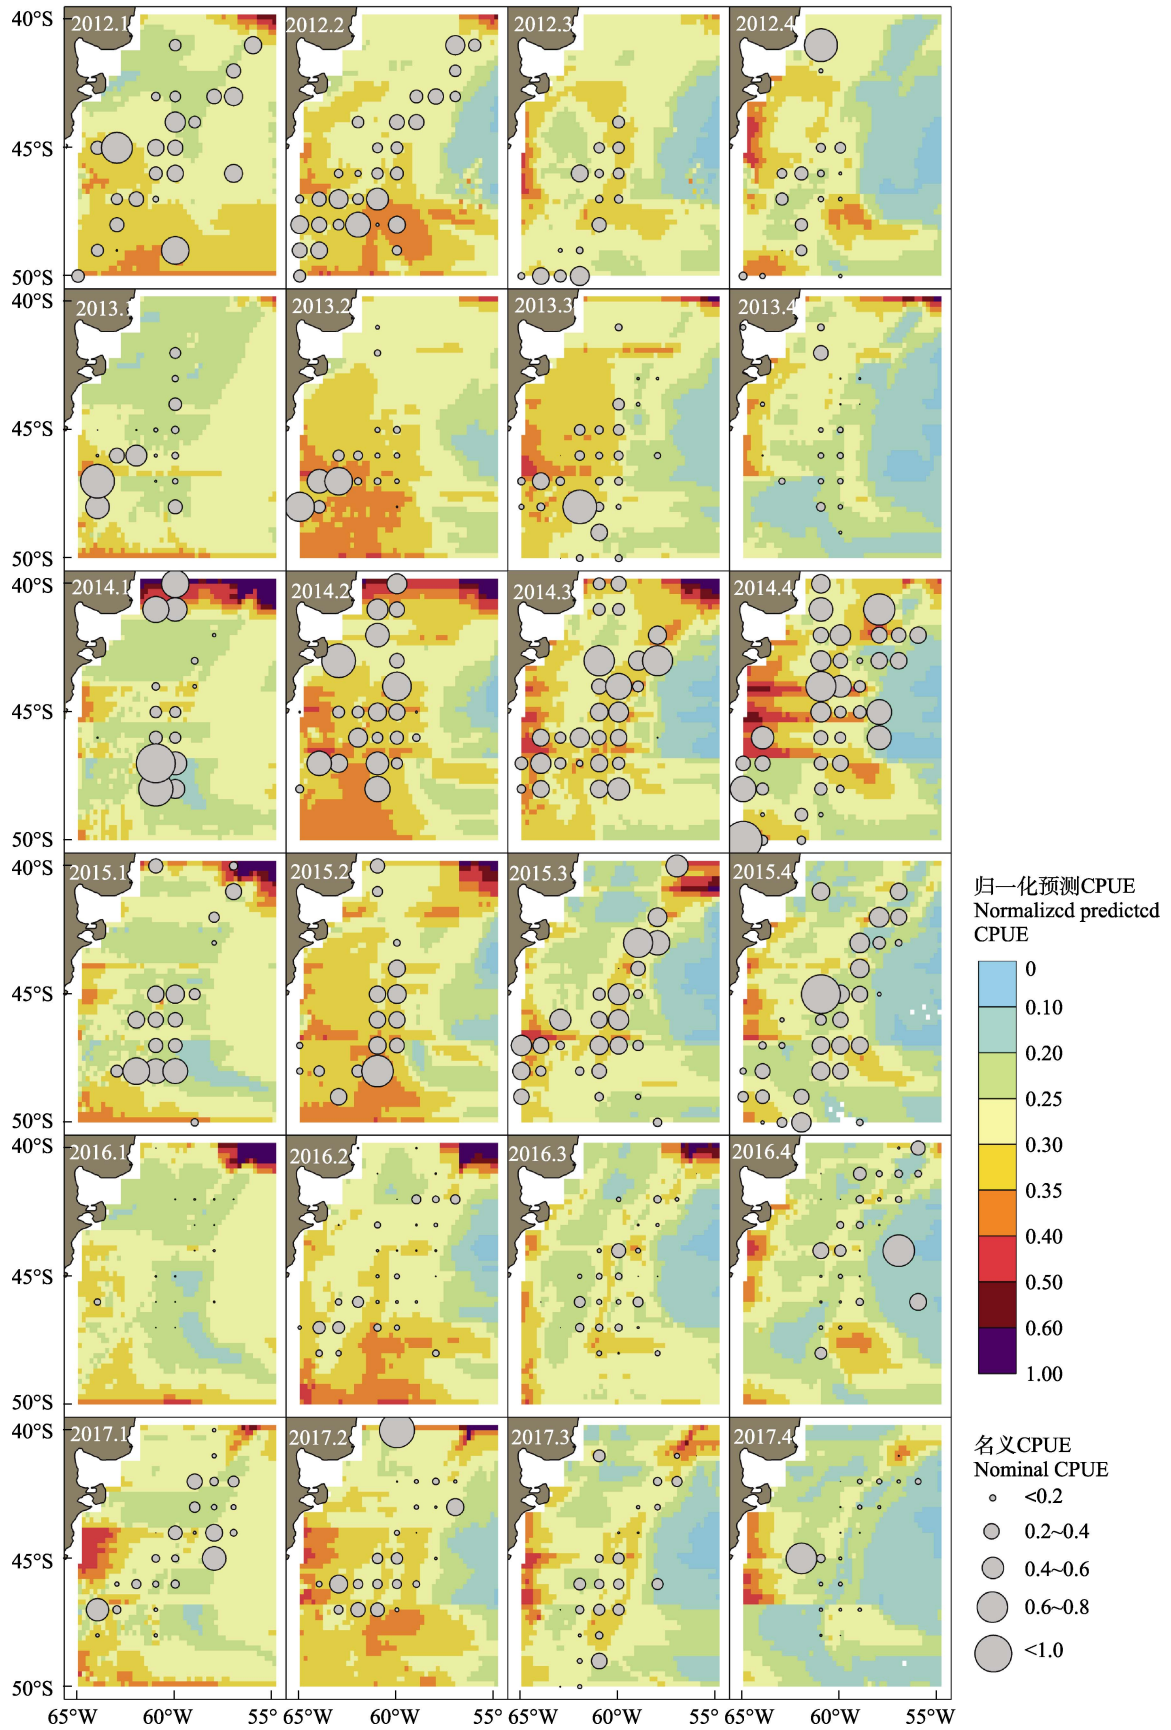 40°S
2012.1
2012.2
2012.3
2012.4
45°S
50°S
40°S
2013.1
2013.2
2013.3
2013.4
45°S
50°S
40°S
2014.1
2014.2
2014.3
2014.4
45°S
50°S
40°S
2015.1
2015.2
2015.3
2015.4
45°S
50°S
40°S
2016.1
2016.2
2016.3
2016.4
45°S
50°S
40°S
2017.1
2017.2
2017.3
2017.4
45°S
50°S
65°W 60°W 55° 65°W 60°W 55°W 65°W 60°W 55°W 65°W 60°W 55°W
归一化预测CPUE
Normalizcd predictcd
CPUE
0
0.10
0.20
0.25
0.30
0.35
0.40
0.50
0.60
1.00
名义CPUE
Nominal CPUE
<0.2
0.2~0.4
0.4~0.6
0.6~0.8
<1.0